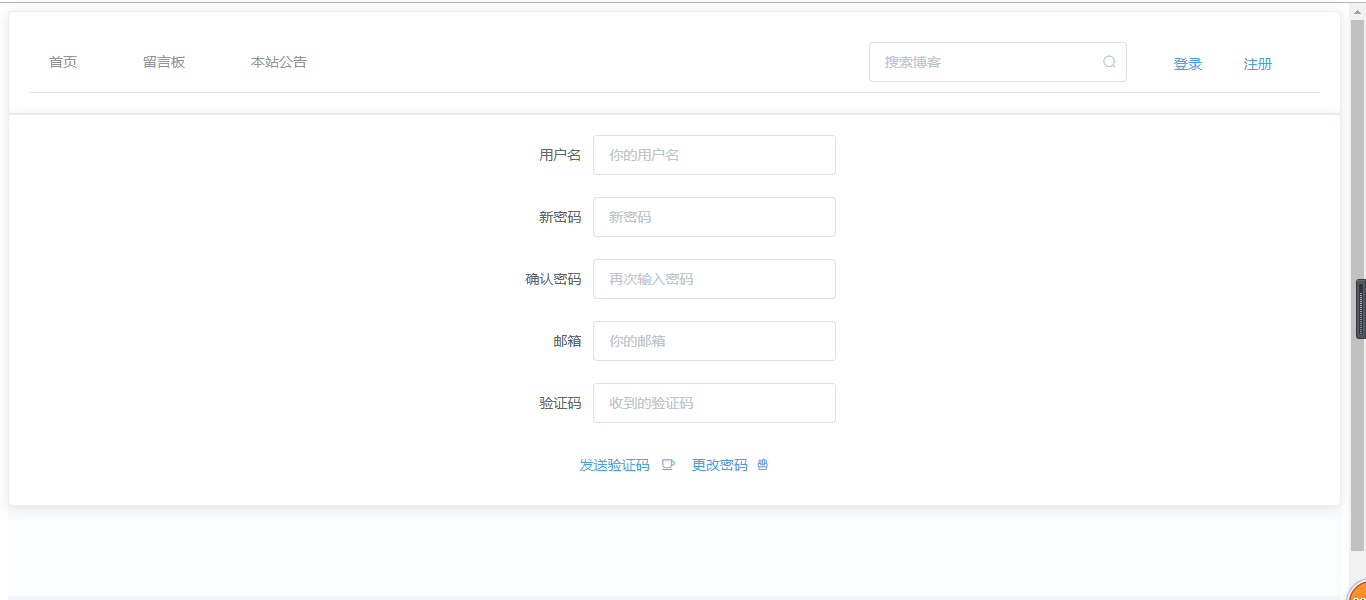 首页 留言板 本站公告 搜索博客 登录 注册
用户名 你的用户名
新密码 新密码
确认密码 再次输入密码
邮箱 你的邮箱
验证码 收到的验证码
发送验证码 更改密码